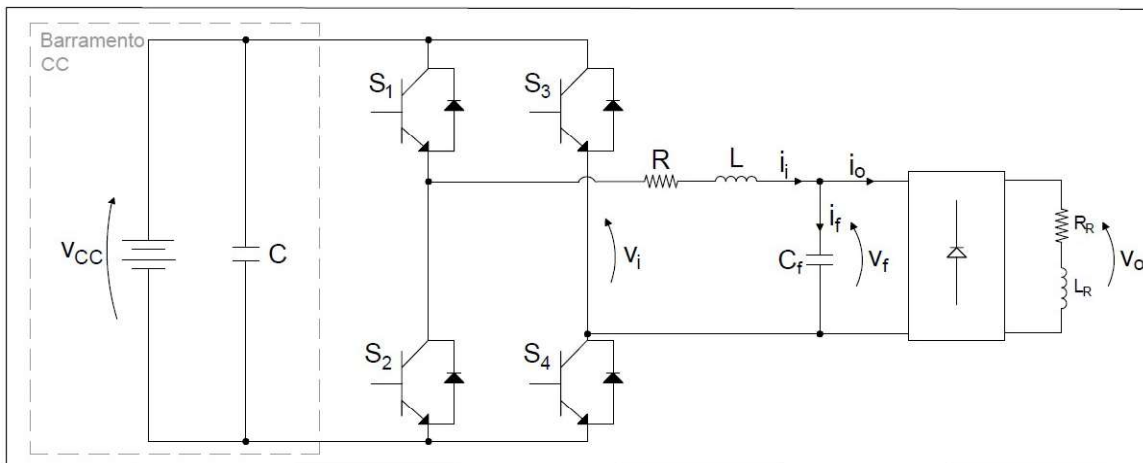 Barramento
CC
S1
S3
R
L
ii
io
if
RR
vCC
C
vi
Cf
vf
vo
LR
S2
S4